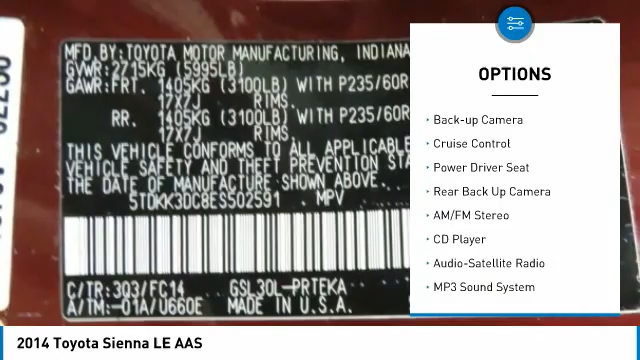 MFD. BY: TOYOTA MOTOR MANUFACTURING, INDIANA
GVWR: 2715KG (5995LB)
GAWR: FRT. 1405KG (3100LB) WITH P235/60R
17X7J RIMS.
RR. 1405KG (3100LB) WITH P235/60R
17X7J RIMS.
THIS VEHICLE CONFORMS TO ALL APPLICABLE
VEHICLE SAFETY AND THEFT PREVENTION STA
THE DATE OF MANUFACTURE SHOWN ABOVE.
5TDKK3DC8ES502591 MPV
C/TR: 3Q3/FC14 GSL30L-PRTEKA
A/TM: -01A/U660E MADE IN U.S.A.
OPTIONS
• Back-up Camera
• Cruise Control
• Power Driver Seat
• Rear Back Up Camera
• AM/FM Stereo
• CD Player
• Audio-Satellite Radio
• MP3 Sound System
2014 Toyota Sienna LE AAS